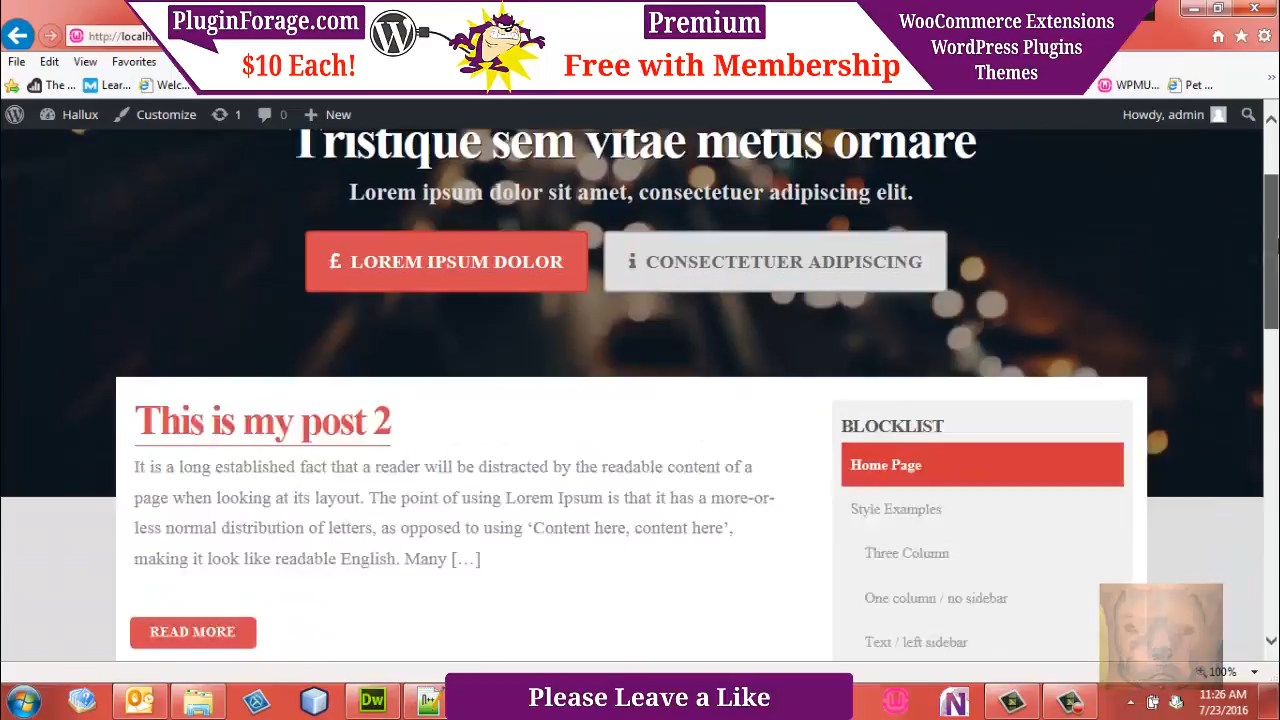 PluginForage.com
$10 Each!
Premium
Free with Membership
WooCommerce Extensions
WordPress Plugins
Themes
http://localh
File Edit View Favorites
The ... Lear... Welc... WPMU... Pet ...
Hallux Customize 1 0 New Howdy, admin
Tristique sem vitae metus ornare
Lorem ipsum dolor sit amet, consectetuer adipiscing elit.
£ LOREM IPSUM DOLOR
CONSECTETUER ADIPISCING
This is my post 2
It is a long established fact that a reader will be distracted by the readable content of a
page when looking at its layout. The point of using Lorem Ipsum is that it has a more-or-
less normal distribution of letters, as opposed to using ‘Content here, content here’,
making it look like readable English. Many […]
READ MORE
BLOCKLIST
Home Page
Style Examples
Three Column
One column / no sidebar
Text / left sidebar
100%
Please Leave a Like
11:26 AM
7/23/2016